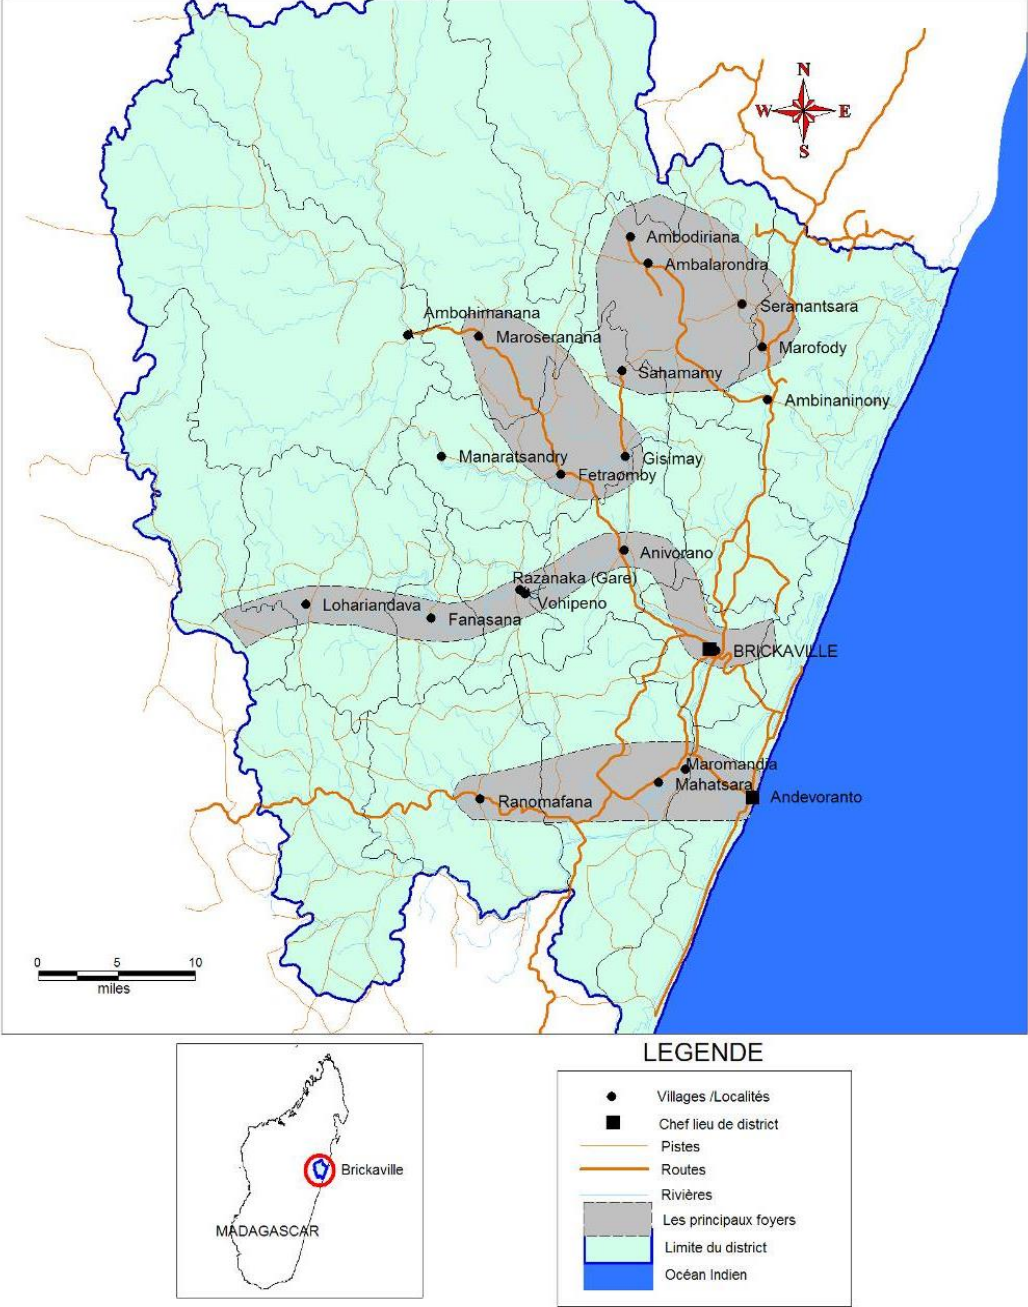 N
W
E
S
Ambodiriana
Ambalarondra
Seranantsara
Ambohimanana
Maroseranana
Marofody
Sahamamy
Ambinaninony
Manaratsandry
Gisimay
Fetraomby
Anivorano
Razanaka (Gare)
Vohipeno
Lohariandava
Fanasana
BRICKAVILLE
Maromandia
Mahatsara
Ranomafana
Andevoranto
0 5 10
miles
LEGENDE
Villages /Localités
Chef lieu de district
Pistes
Routes
Rivières
Les principaux foyers
Limite du district
Océan Indien
Brickaville
MADAGASCAR